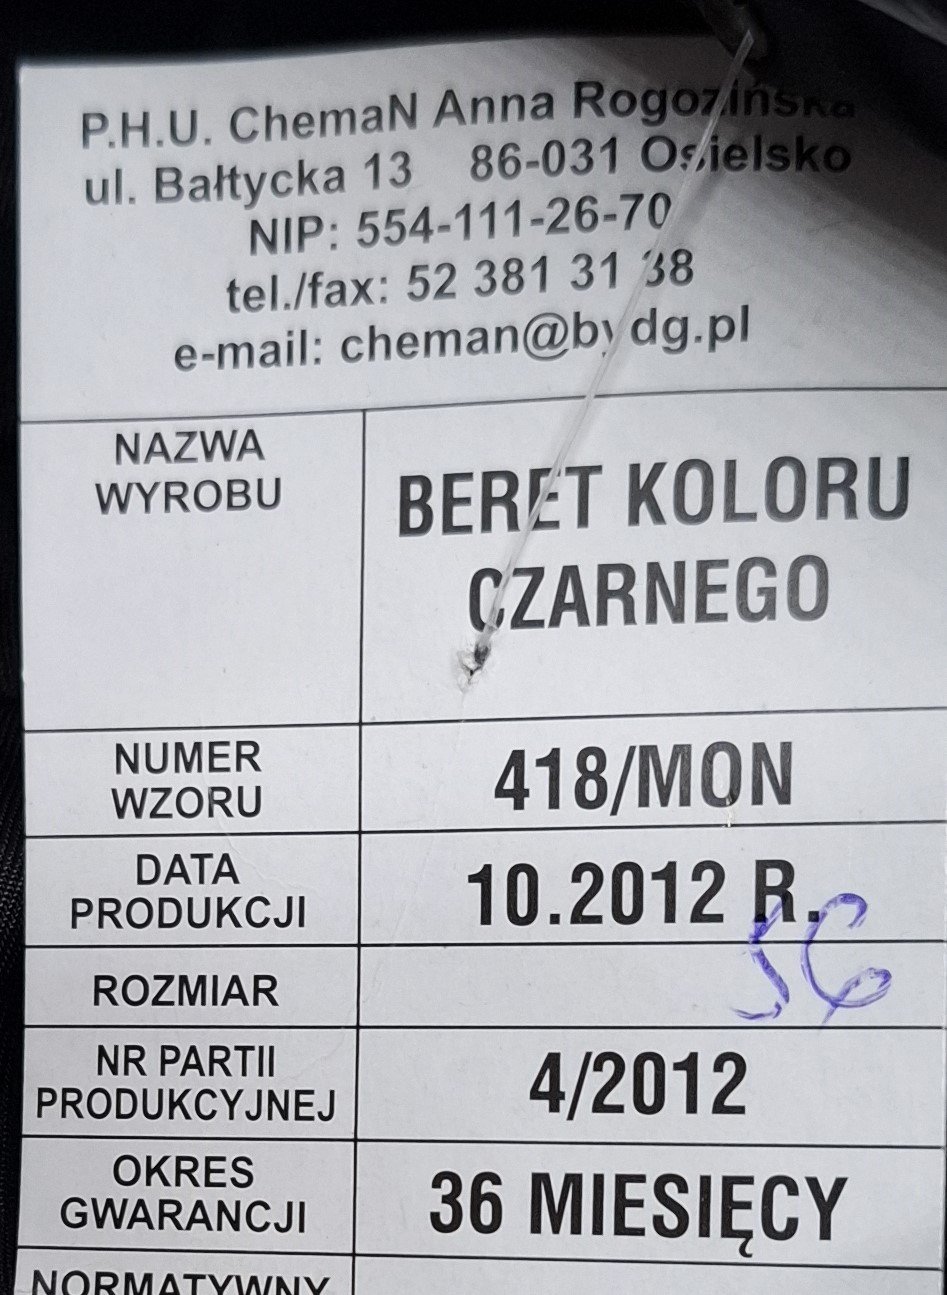 P.H.U. ChemaN Anna Rogozińska
ul. Bałtycka 13 86-031 Osielsko
NIP: 554-111-26-70
tel./fax: 52 381 31 38
e-mail: cheman@bydg.pl
NAZWA
WYROBU
BERET KOLORU
CZARNEGO
NUMER
WZORU
418/MON
DATA
PRODUKCJI
10.2012 R.
ROZMIAR
56
NR PARTII
PRODUKCYJNEJ
4/2012
OKRES
GWARANCJI
36 MIESIĘCY
NORMATYWNY